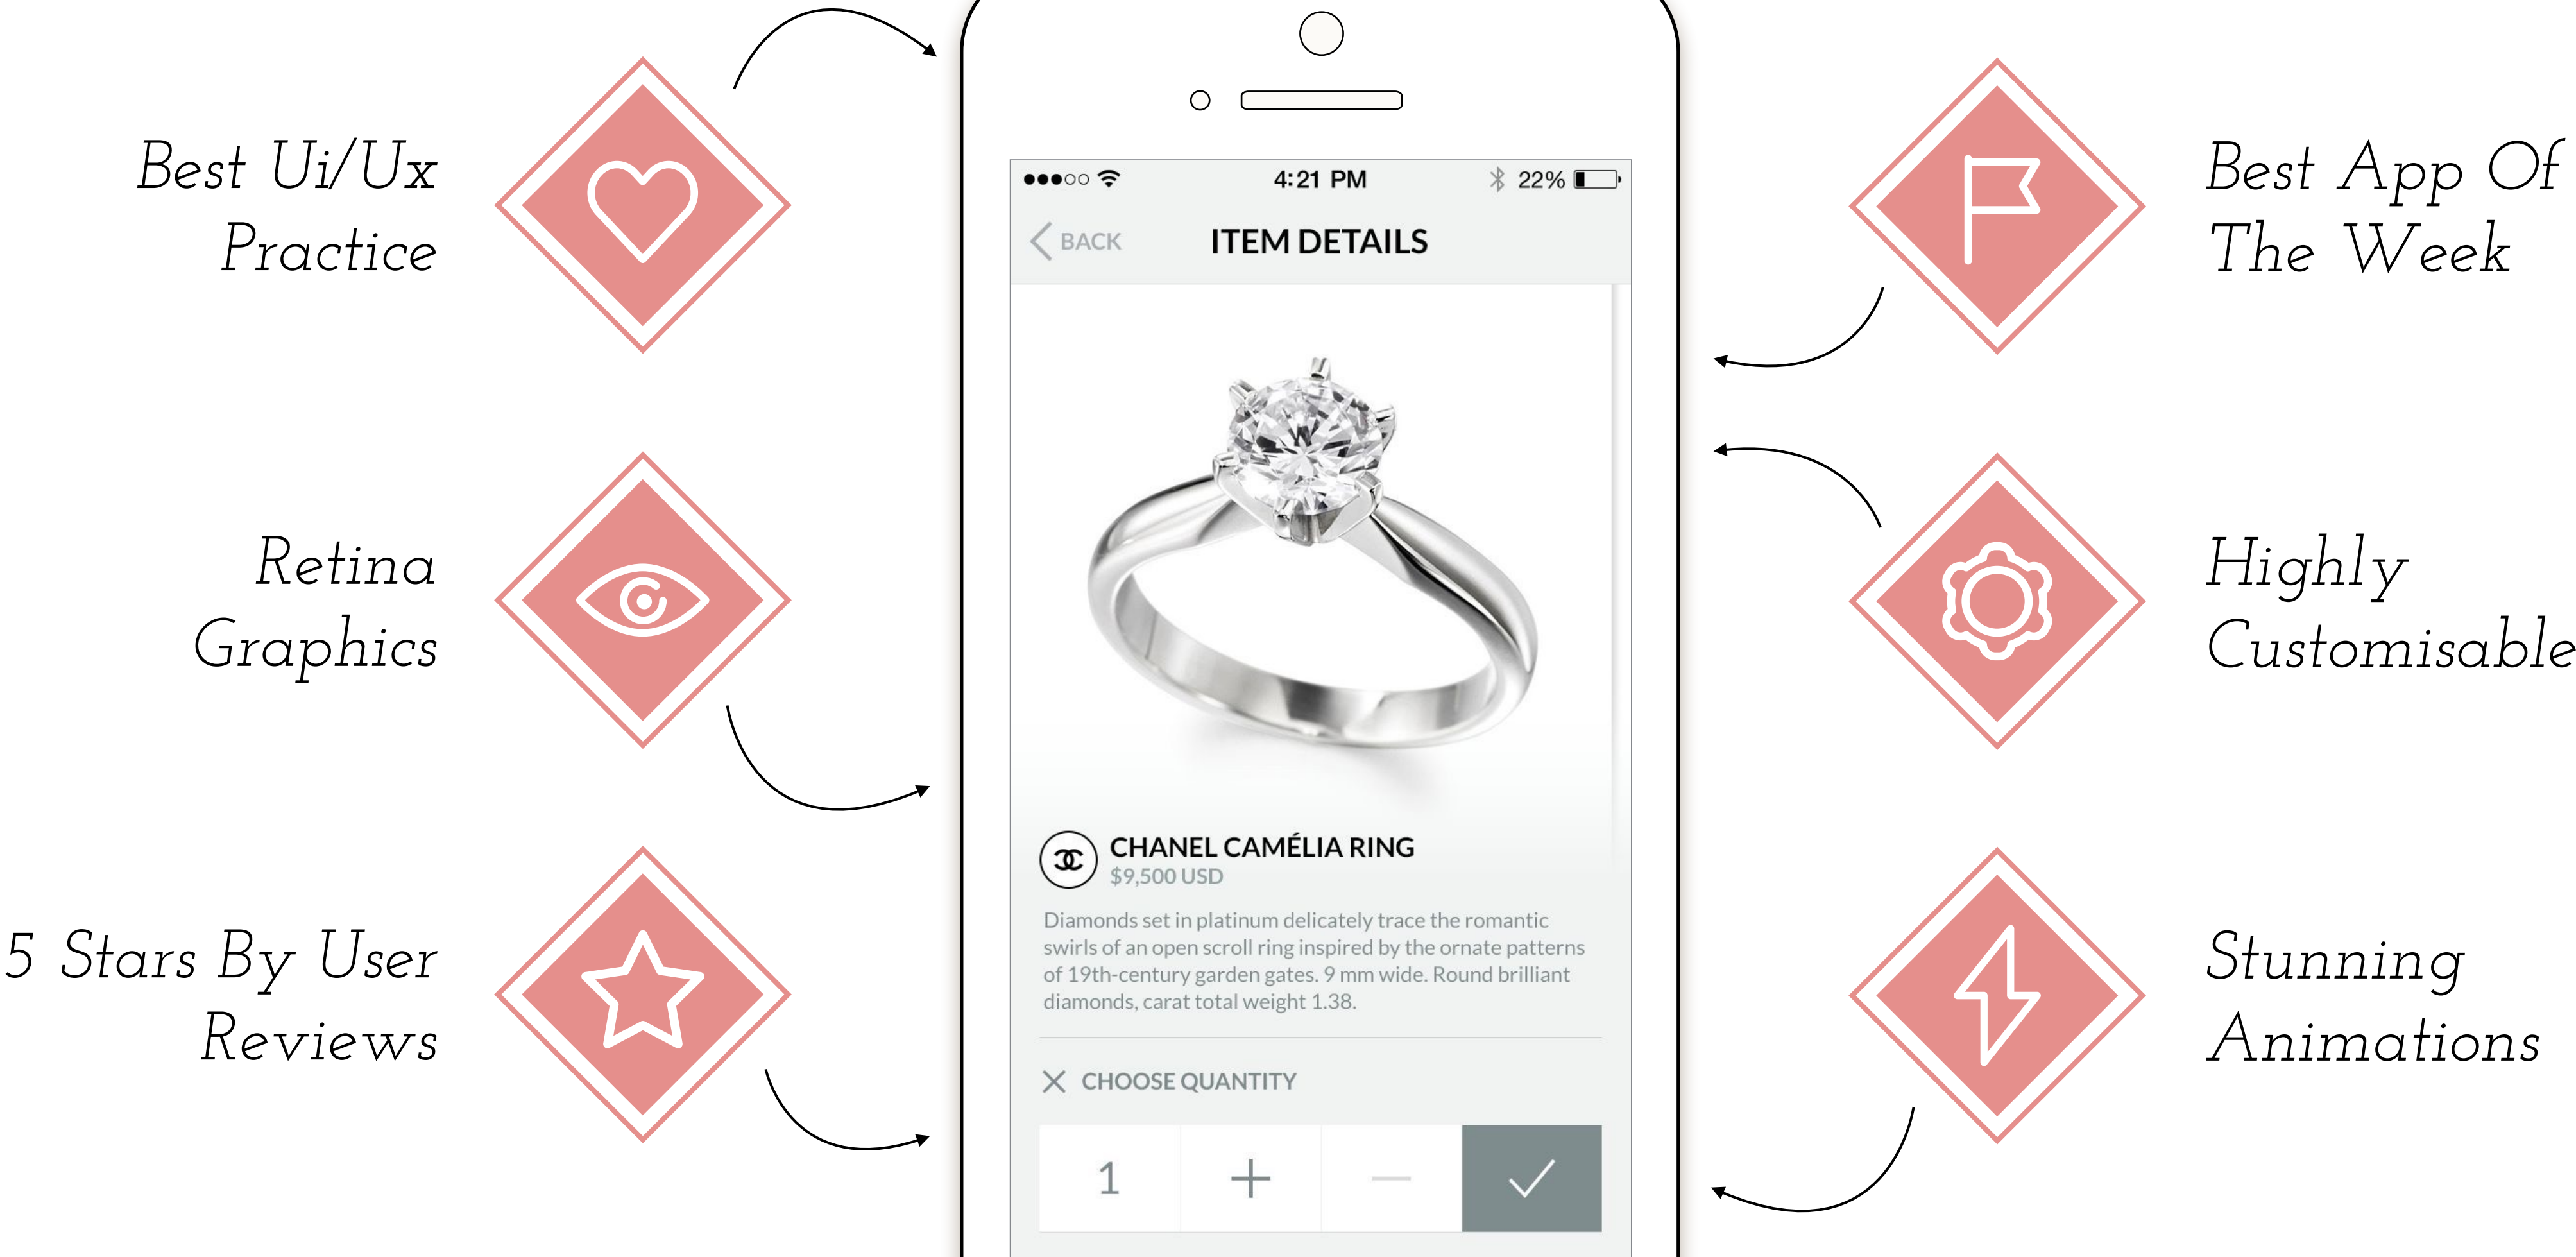 Best Ui/Ux
Practice
Retina
Graphics
5 Stars By User
Reviews
4:21 PM
22%
BACK
ITEM DETAILS
CHANEL CAMÉLIA RING
$9,500 USD
Diamonds set in platinum delicately trace the romantic
swirls of an open scroll ring inspired by the ornate patterns
of 19th-century garden gates. 9 mm wide. Round brilliant
diamonds, carat total weight 1.38.
CHOOSE QUANTITY
1
Best App Of
The Week
Highly
Customisable
Stunning
Animations